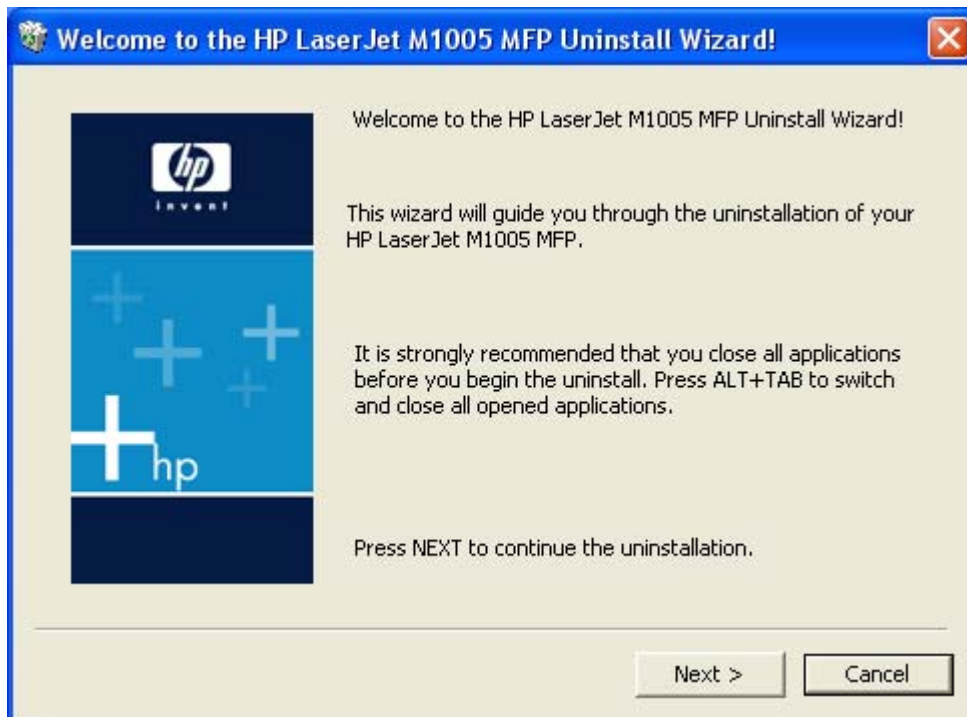 Welcome to the HP LaserJet M1005 MFP Uninstall Wizard!
hp
invent
hp
Welcome to the HP LaserJet M1005 MFP Uninstall Wizard!
This wizard will guide you through the uninstallation of your
HP LaserJet M1005 MFP.
It is strongly recommended that you close all applications
before you begin the uninstall. Press ALT+TAB to switch
and close all opened applications.
Press NEXT to continue the uninstallation.
Next >
Cancel